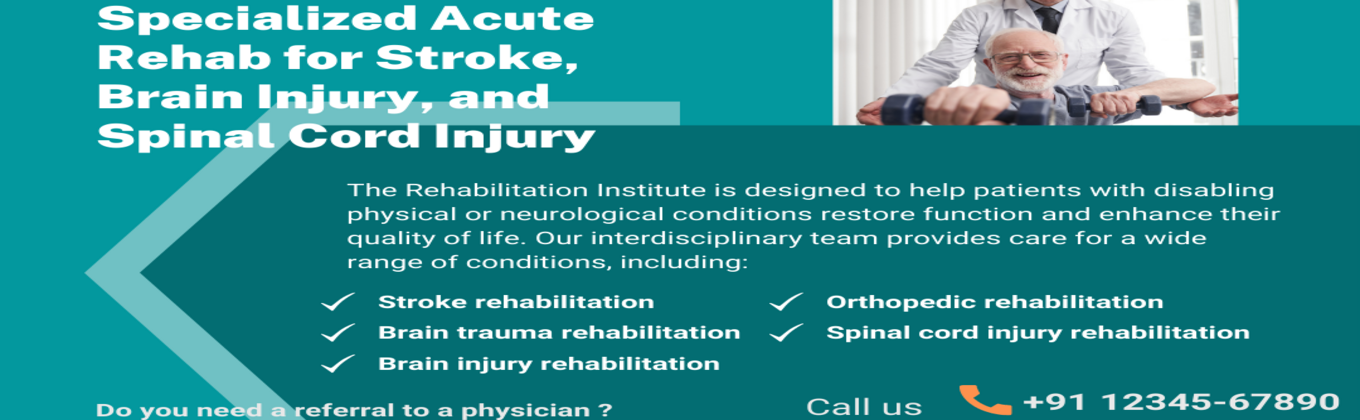 Specialized Acute
Rehab for Stroke,
Brain Injury, and
Spinal Cord Injury
The Rehabilitation Institute is designed to help patients with disabling
physical or neurological conditions restore function and enhance their
quality of life. Our interdisciplinary team provides care for a wide
range of conditions, including:
Stroke rehabilitation
Brain trauma rehabilitation
Brain injury rehabilitation
Orthopedic rehabilitation
Spinal cord injury rehabilitation
Do you need a referral to a physician ?
Call us +91 12345-67890